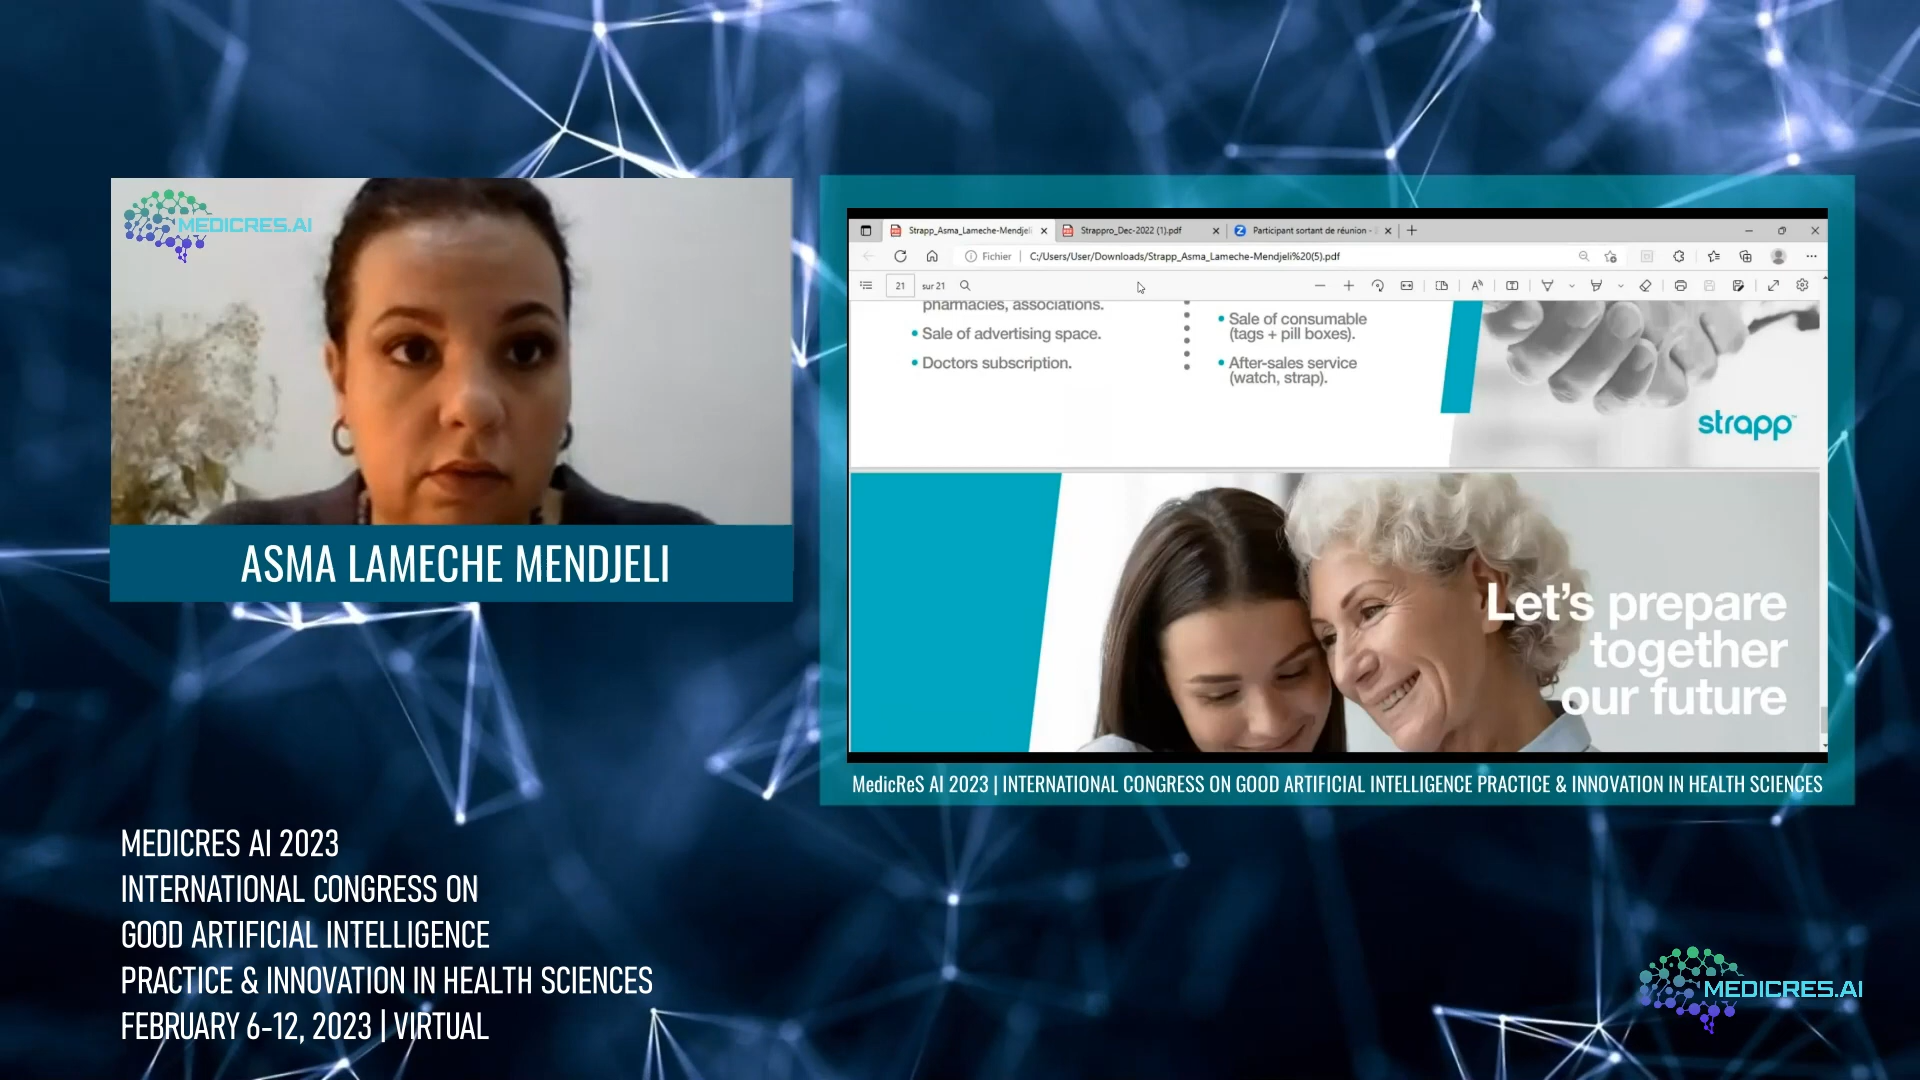 MEDICRES.AI
ASMA LAMECHE MENDJELI
Strapp_Asma_Lameche-Mendjeli
Strappro_Dec-2022 (1).pdf
Participant sortant de réunion -
Fichier
C:/Users/User/Downloads/Strapp_Asma_Lameche-Mendjeli%20(5).pdf
21 sur 21
pharmacies, associations.
• Sale of advertising space.
• Doctors subscription.
• Sale of consumable
(tags + pill boxes).
• After-sales service
(watch, strap).
strapp™
Let's prepare
together
our future
MedicReS AI 2023 | INTERNATIONAL CONGRESS ON GOOD ARTIFICIAL INTELLIGENCE PRACTICE & INNOVATION IN HEALTH SCIENCES
MEDICRES AI 2023
INTERNATIONAL CONGRESS ON
GOOD ARTIFICIAL INTELLIGENCE
PRACTICE & INNOVATION IN HEALTH SCIENCES
FEBRUARY 6-12, 2023 | VIRTUAL
MEDICRES.AI